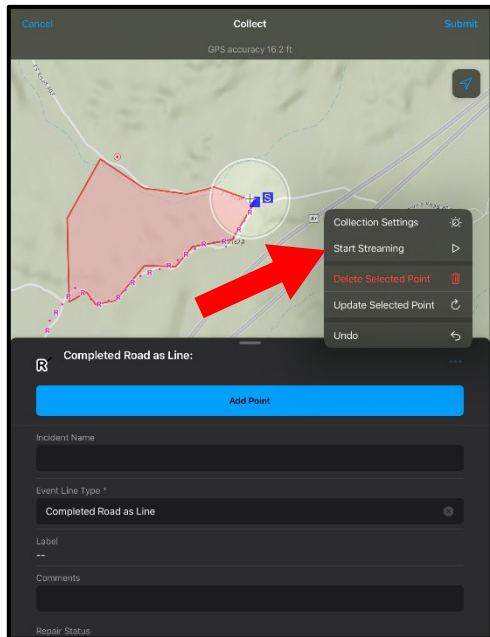 Cancel Collect Submit
GPS accuracy 16.2 ft
S
Collection Settings
Start Streaming
Delete Selected Point
Update Selected Point
Undo
R Completed Road as Line:
Add Point
Incident Name
Event Line Type *
Completed Road as Line
Label
--
Comments
Repair Status